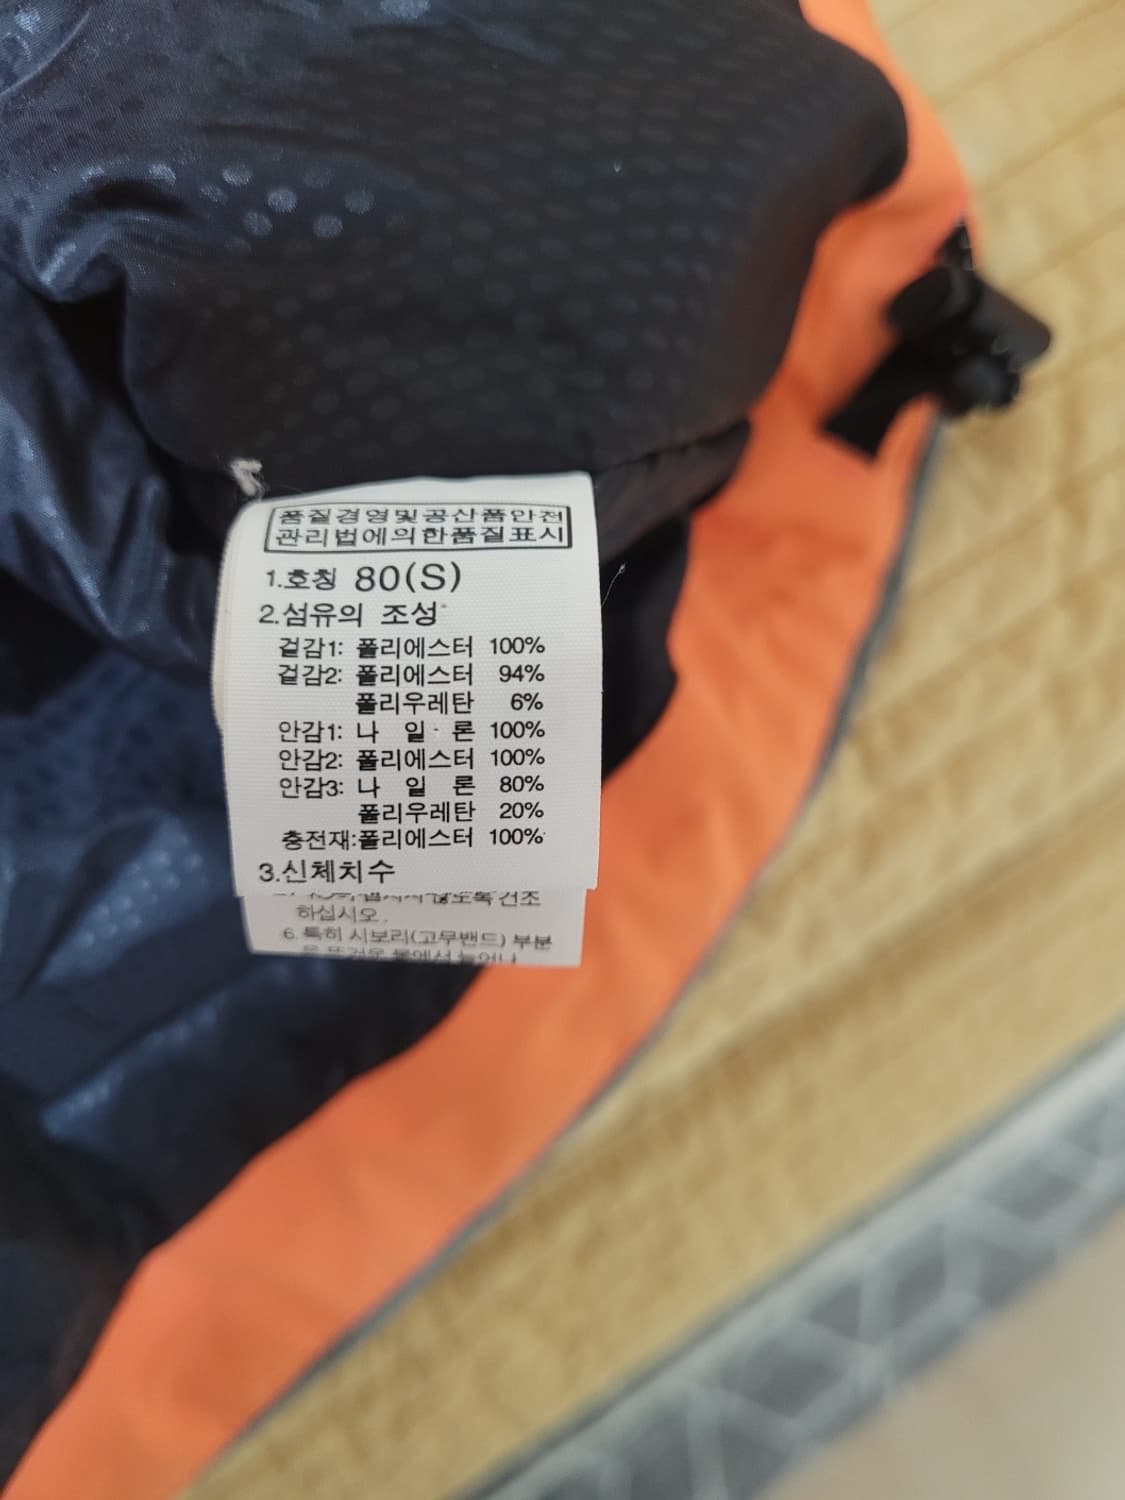 품질경영및공산품안전
관리법에의한품질표시
1.호칭 80(S)
2.섬유의 조성
겉감1: 폴리에스터 100%
겉감2: 폴리에스터 94%
폴리우레탄 6%
안감1: 나 일 론 100%
안감2: 폴리에스터 100%
안감3: 나 일 론 80%
폴리우레탄 20%
충전재:폴리에스터 100%
3.신체치수
않도록 건조
하십시오.
6. 특히 시보리(고무밴드) 부분